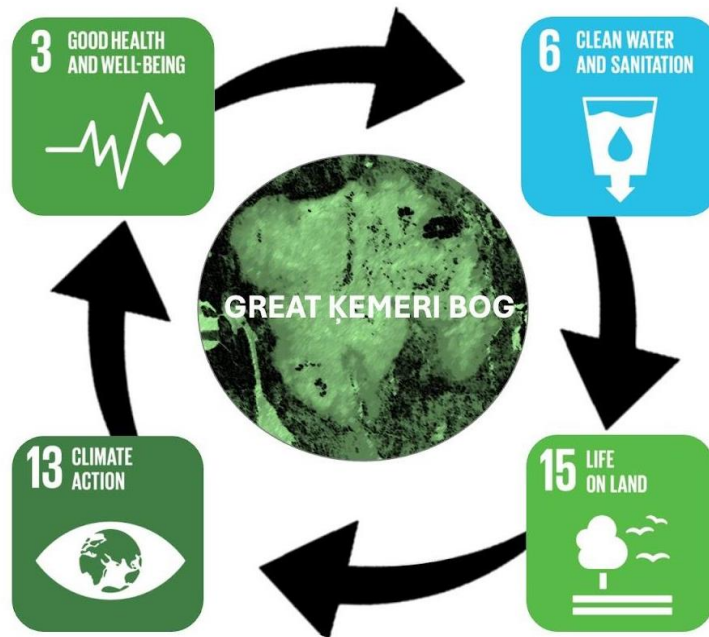 3 GOOD HEALTH
AND WELL-BEING
6 CLEAN WATER
AND SANITATION
GREAT ĶEMERI BOG
13 CLIMATE
ACTION
15 LIFE
ON LAND